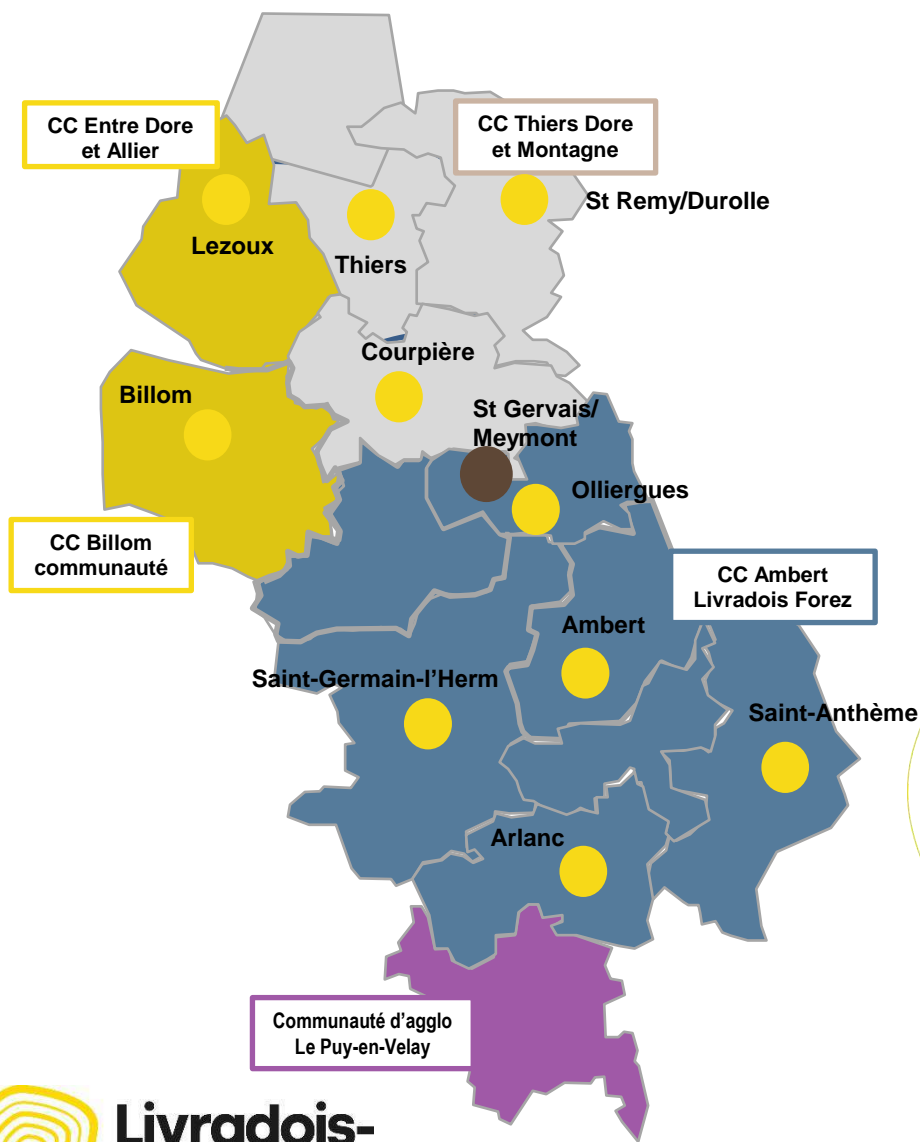 CC Entre Dore
et Allier
CC Thiers Dore
et Montagne
St Remy/Durolle
Lezoux
Thiers
Courpière
Billom
St Gervais/
Meymont
Olliergues
CC Billom
communauté
CC Ambert
Livradois Forez
Ambert
Saint-Germain-l'Herm
Saint-Anthème
Arlanc
Communauté d'agglo
Le Puy-en-Velay
Livradois-